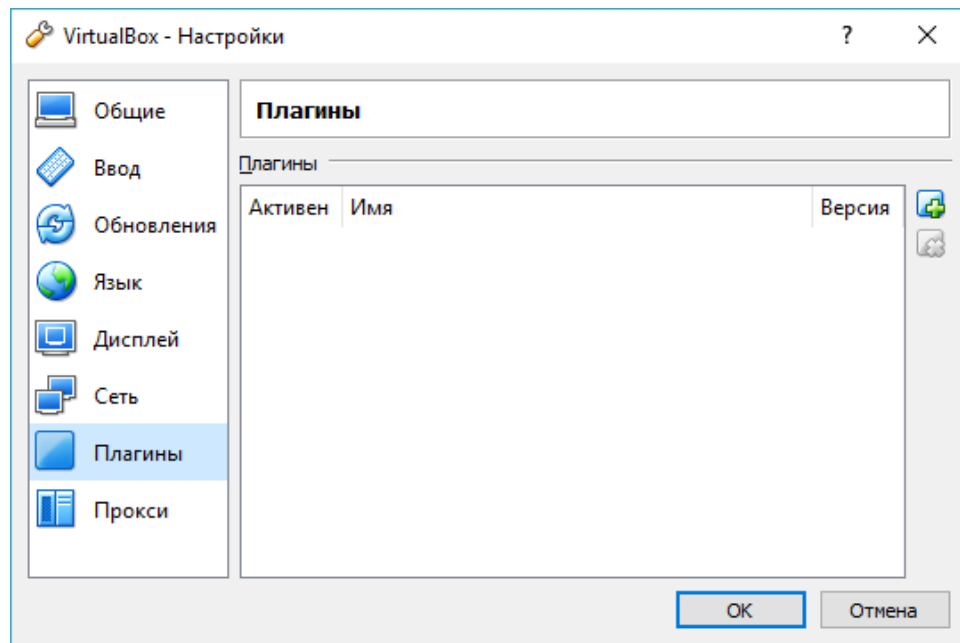 VirtualBox - Настройки
?
Общие
Ввод
Обновления
Язык
Дисплей
Сеть
Плагины
Прокси
Плагины
Плагины
Активен Имя Версия
OK Отмена